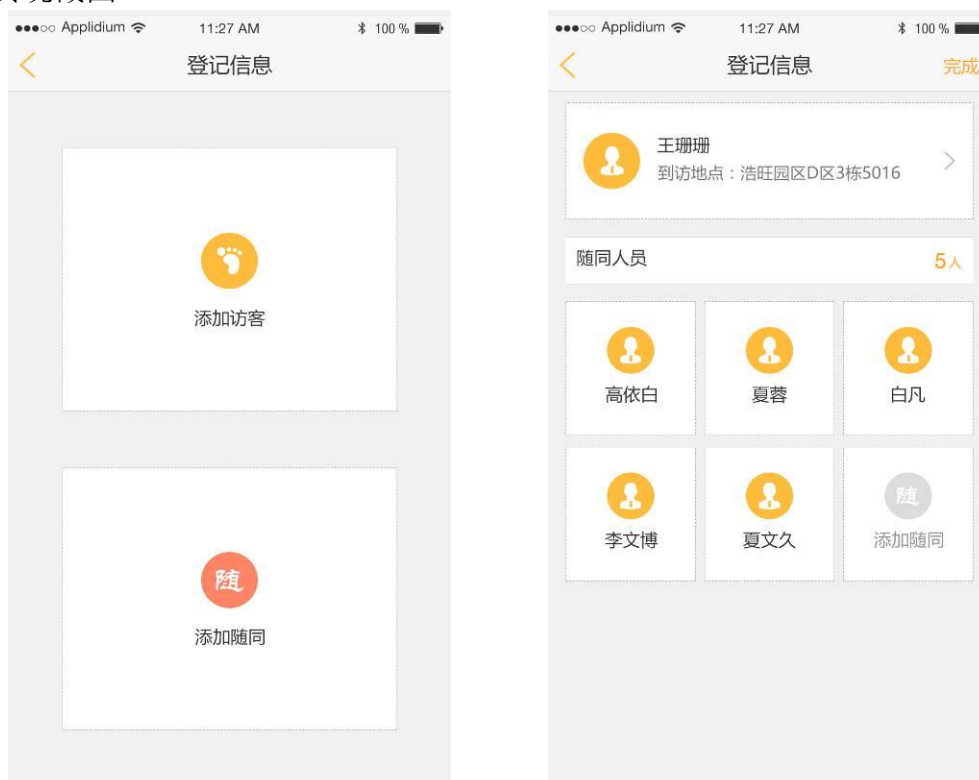 Applidium
11:27 AM
100 %
登记信息
添加访客
随
添加随同
Applidium
11:27 AM
100 %
登记信息
完成
王珊珊
到访地点：浩旺园区D区3栋5016
随同人员
5人
高依白
夏蓉
白凡
李文博
夏文久
随
添加随同